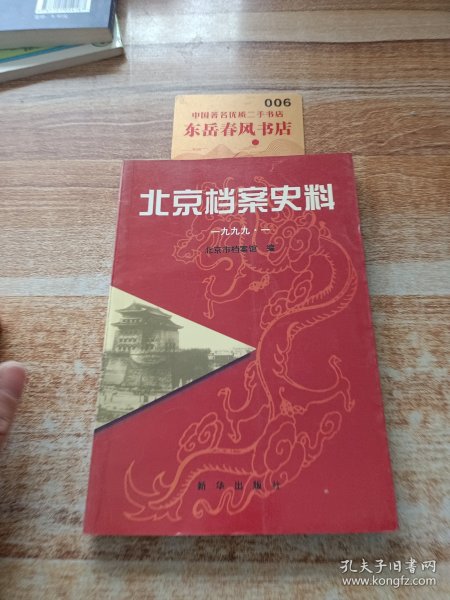 006
中国著名优质二手书店
东岳春风书店
北京档案史料
一九九九·一
北京市档案馆 编
新华出版社
孔夫子旧书网
www.kongfz.com